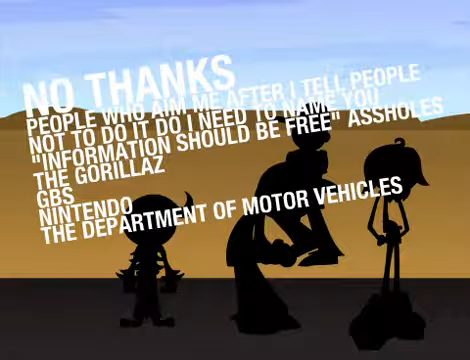 NO THANKS
PEOPLE WHO AIM ME AFTER I TELL PEOPLE
NOT TO DO IT DO I NEED TO NAME YOU
"INFORMATION SHOULD BE FREE" ASSHOLES
THE GORILLAZ
GBS
NINTENDO
THE DEPARTMENT OF MOTOR VEHICLES